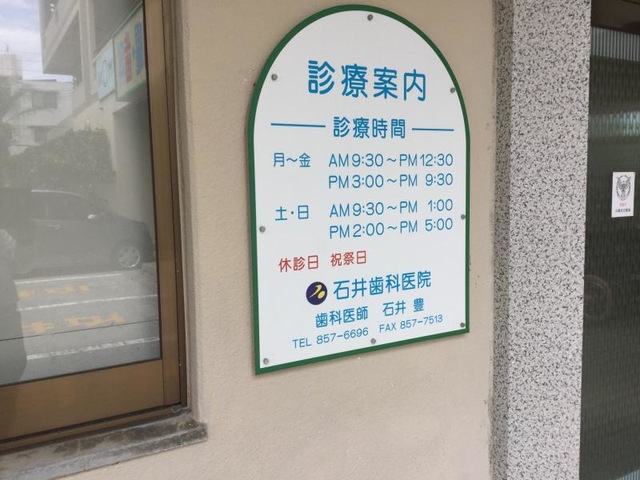 診療案内
診療時間
月～金 AM 9:30～PM 12:30
PM 3:00～PM 9:30
土・日 AM 9:30～PM 1:00
PM 2:00～PM 5:00
休診日 祝祭日
石井歯科医院
歯科医師 石井 豊
TEL 857-6696 FAX 857-7513